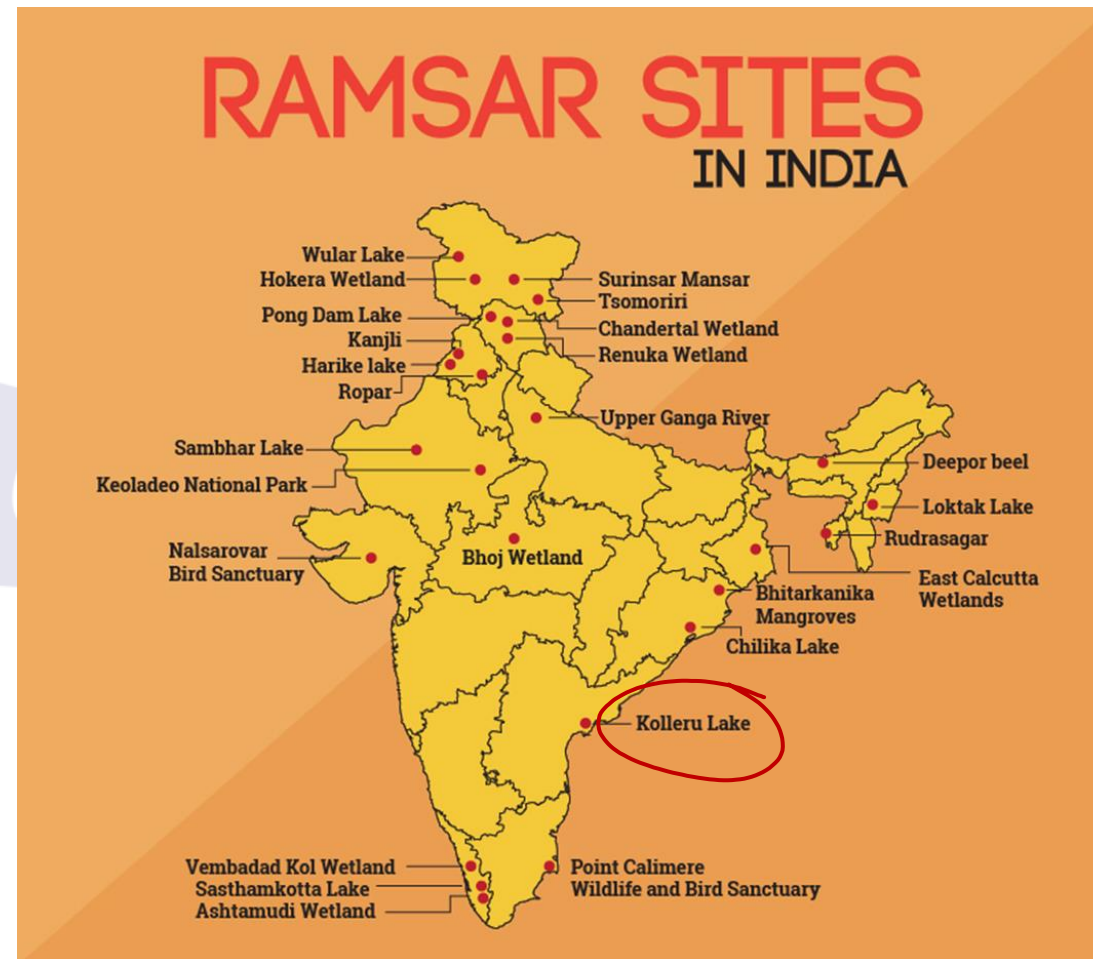 RAMSAR SITES
IN INDIA
Wular Lake
Hokera Wetland
Surinsar Mansar
Tsomoriri
Pong Dam Lake
Chandertal Wetland
Kanjli
Renuka Wetland
Harike lake
Ropar
Upper Ganga River
Sambhar Lake
Deepor beel
Keoladeo National Park
Loktak Lake
Rudrasagar
Nalsarovar
Bird Sanctuary
Bhoj Wetland
East Calcutta
Wetlands
Bhitarkanika
Mangroves
Chilika Lake
Kolleru Lake
Vembadad Kol Wetland
Sasthamkotta Lake
Ashtamudi Wetland
Point Calimere
Wildlife and Bird Sanctuary